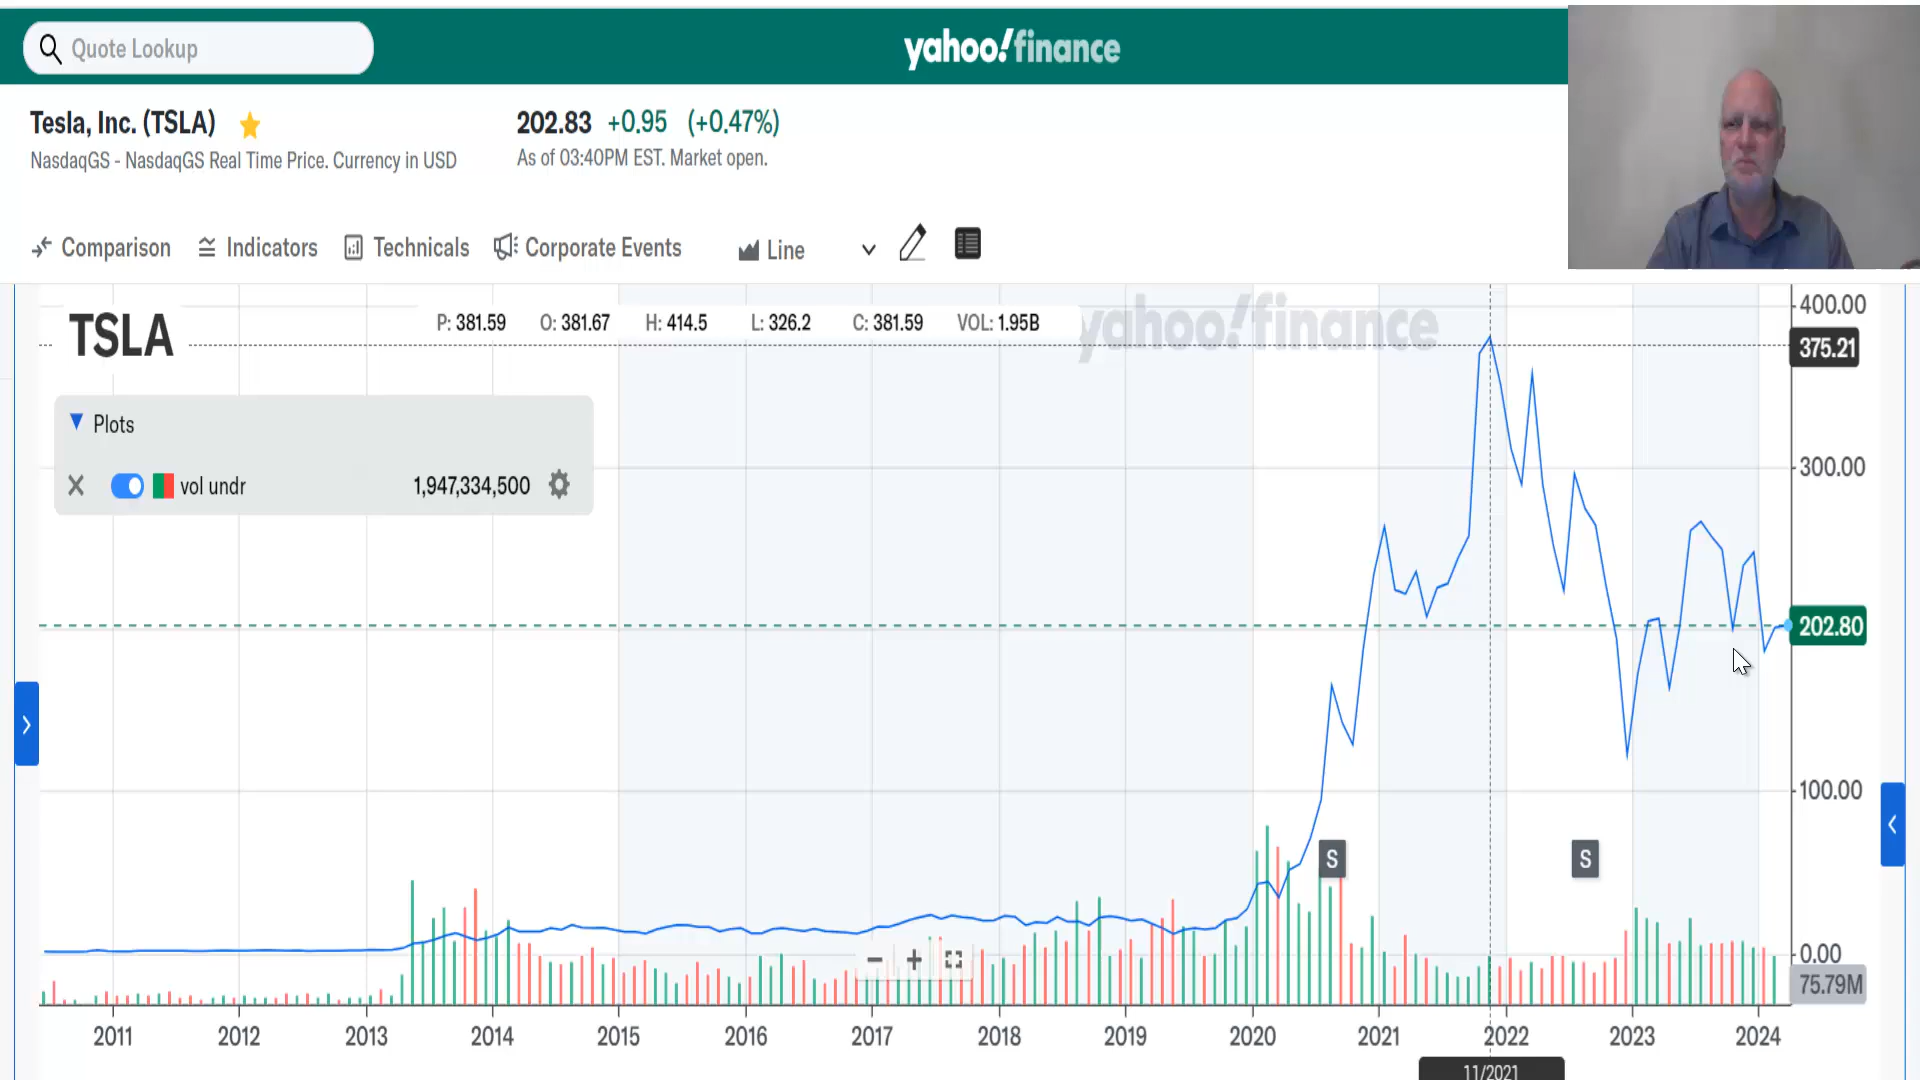 Quote Lookup
yahoo!finance
Tesla, Inc. (TSLA)
202.83 +0.95 (+0.47%)
NasdaqGS - NasdaqGS Real Time Price. Currency in USD
As of 03:40PM EST. Market open.
Comparison Indicators Technicals Corporate Events Line
TSLA
P: 381.59 O: 381.67 H: 414.5 L: 326.2 C: 381.59 VOL: 1.95B
yahoo!finance
400.00
375.21
Plots
vol undr 1,947,334,500
300.00
202.80
100.00
S S
0.00
75.79M
2011 2012 2013 2014 2015 2016 2017 2018 2019 2020 2021 2022 2023 2024
11/2021